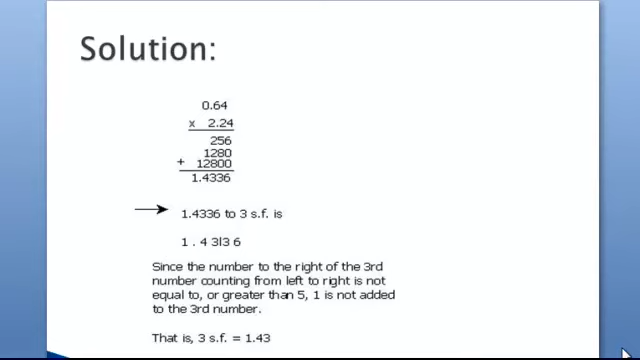 Solution:
0.64
x 2.24
256
1280
+ 12800
1.4336
1.4336 to 3 s.f. is
1 . 4 3|3 6
Since the number to the right of the 3rd
number counting from left to right is not
equal to, or greater than 5, 1 is not added
to the 3rd number.
That is, 3 s.f. = 1.43